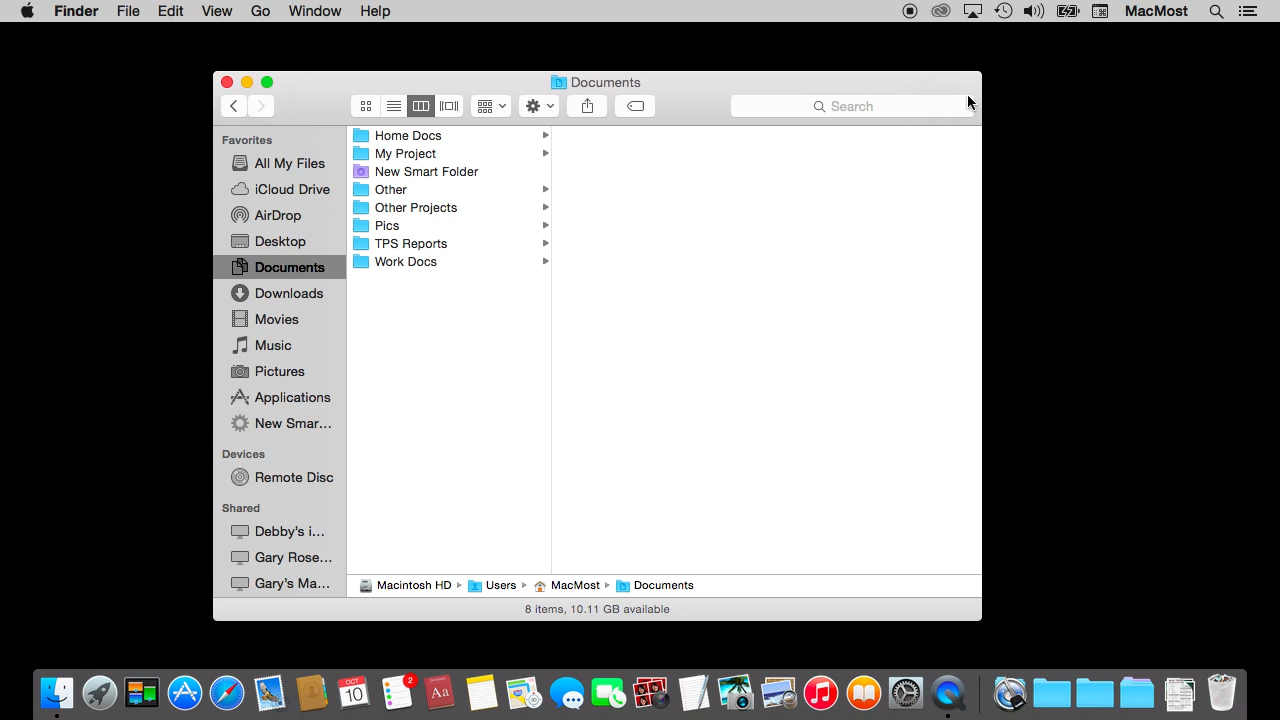 Finder File Edit View Go Window Help MacMost
Documents
Search
Favorites
All My Files
iCloud Drive
AirDrop
Desktop
Documents
Downloads
Movies
Music
Pictures
Applications
New Smar...
Devices
Remote Disc
Shared
Debby's i...
Gary Rose...
Gary's Ma...
Home Docs
My Project
New Smart Folder
Other
Other Projects
Pics
TPS Reports
Work Docs
Macintosh HD Users MacMost Documents
8 items, 10.11 GB available
OCT
10
2
Aa